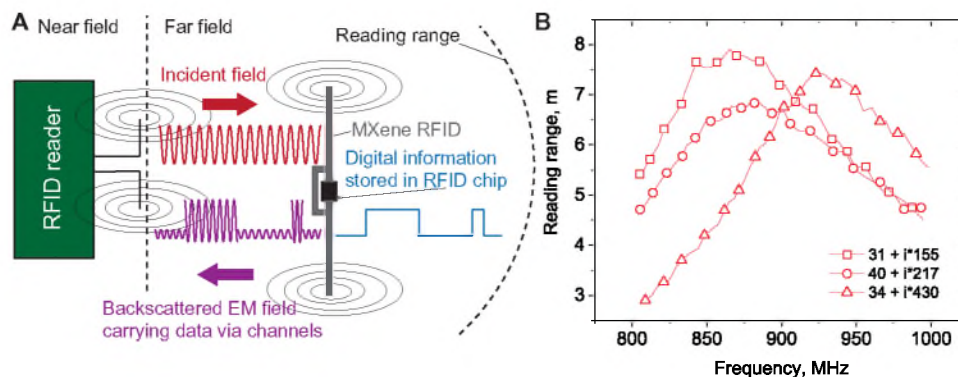 A
Near field
Far field
Reading range
Incident field
RFID reader
MXene RFID
Digital information
stored in RFID chip
Backscattered EM field
carrying data via channels
B
Reading range, m
8
7
6
5
4
3
31 + i*155
40 + i*217
34 + i*430
800
850
900
950
1000
Frequency, MHz